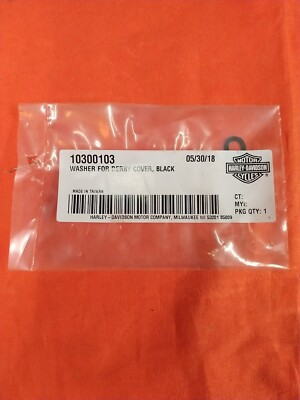 10300103 05/30/18
WASHER FOR DERBY COVER, BLACK
MOTOR
HARLEY-DAVIDSON
CYCLES
MADE IN TAIWAN
CT:
MY:
PKG QTY: 1
HARLEY-DAVIDSON MOTOR COMPANY, MILWAUKEE WI 53201